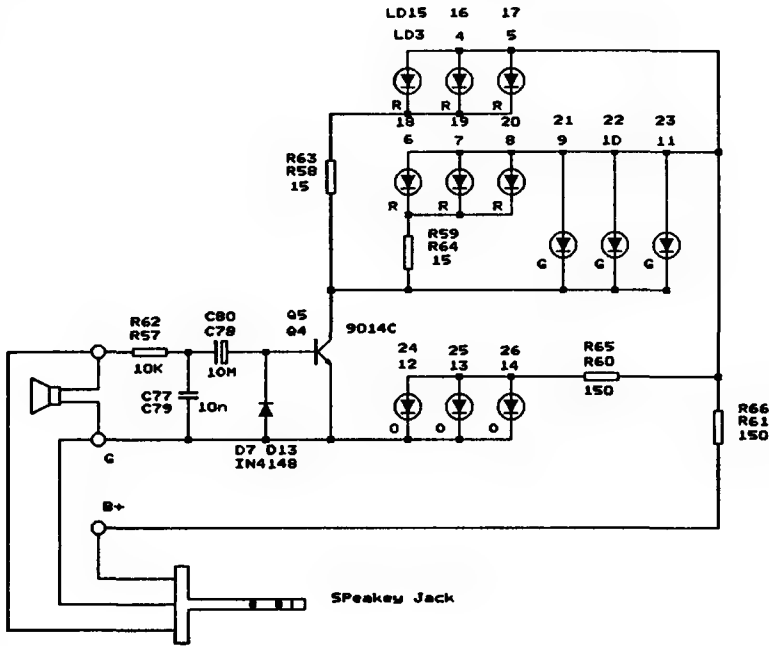 LD15 16 17
LD3 4 5
R R R
18 19 20 21 22 23
6 7 8 9 1D 11
R63
R58
15
R R R
R59
R64
15
G G G
R62
R57
10K
C80
C78
10M
Q5
Q4
9014C
C77
C79
10n
24 25 26
12 13 14
R65
R60
150
O O O
R66
R61
150
G
D7 D13
IN4148
B+
SPeakey Jack